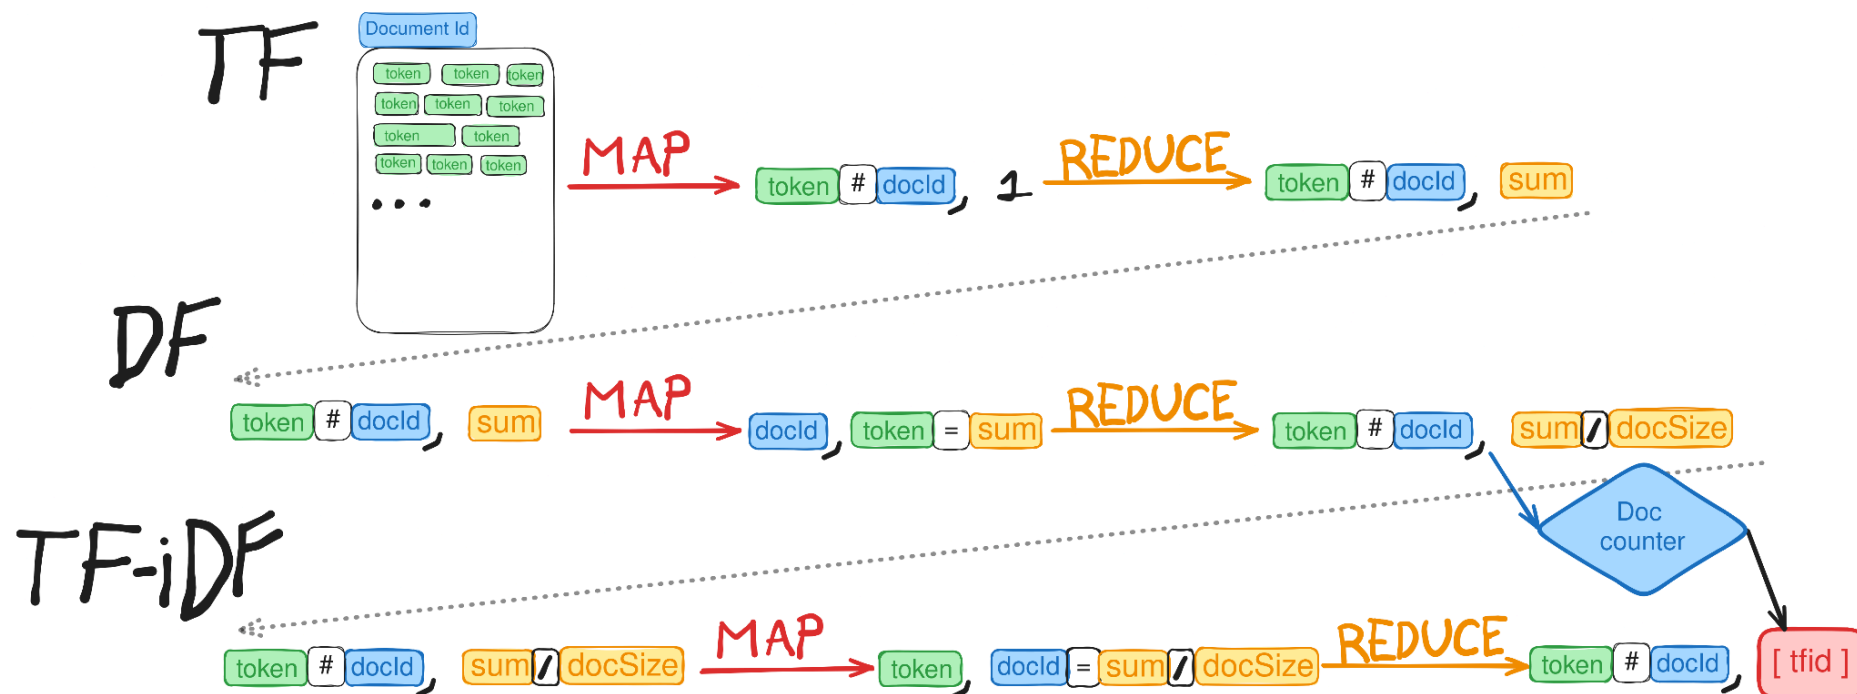 TF
Document Id
token token token
token token token
token token
token token token
...
MAP
token # docId, 1
REDUCE
token # docId, sum
DF
token # docId, sum
MAP
docId, token = sum
REDUCE
token # docId, sum / docSize
Doc
counter
TF-iDF
token # docId, sum / docSize
MAP
token, docId = sum / docSize
REDUCE
token # docId, [ tfid ]